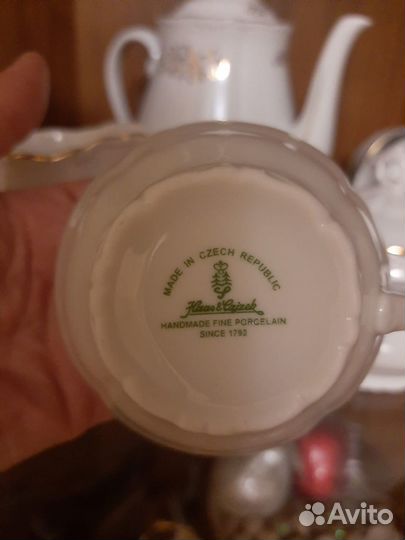 MADE IN CZECH REPUBLIC
Haas & Czjzek
HANDMADE FINE PORCELAIN
SINCE 1792
Avito